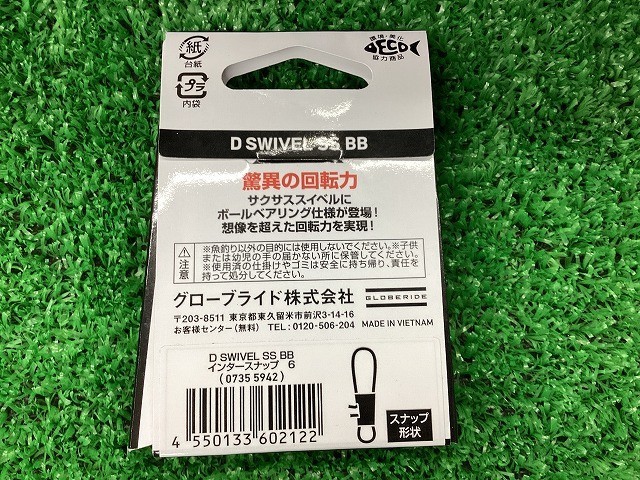 紙
台紙
プラ
内袋
環境・美化
ECO
協力商品
D SWIVEL SS BB
驚異の回転力
サクサススイベルに
ボールベアリング仕様が登場!
想像を超えた回転力を実現!
注意
※魚釣り以外の目的には使用しないでください。※子供
または幼児の手の届かない所に保管してください。
※使用済の仕掛けやゴミは安全に持ち帰り、責任を
持って処分してください。
グローブライド株式会社
GLOBERIDE
〒203-8511 東京都東久留米市前沢3-14-16
お客様センター(無料) TEL:0120-506-204
MADE IN VIETNAM
D SWIVEL SS BB
インタースナップ 6
(0735 5942)
4 550133 602122
スナップ
形状